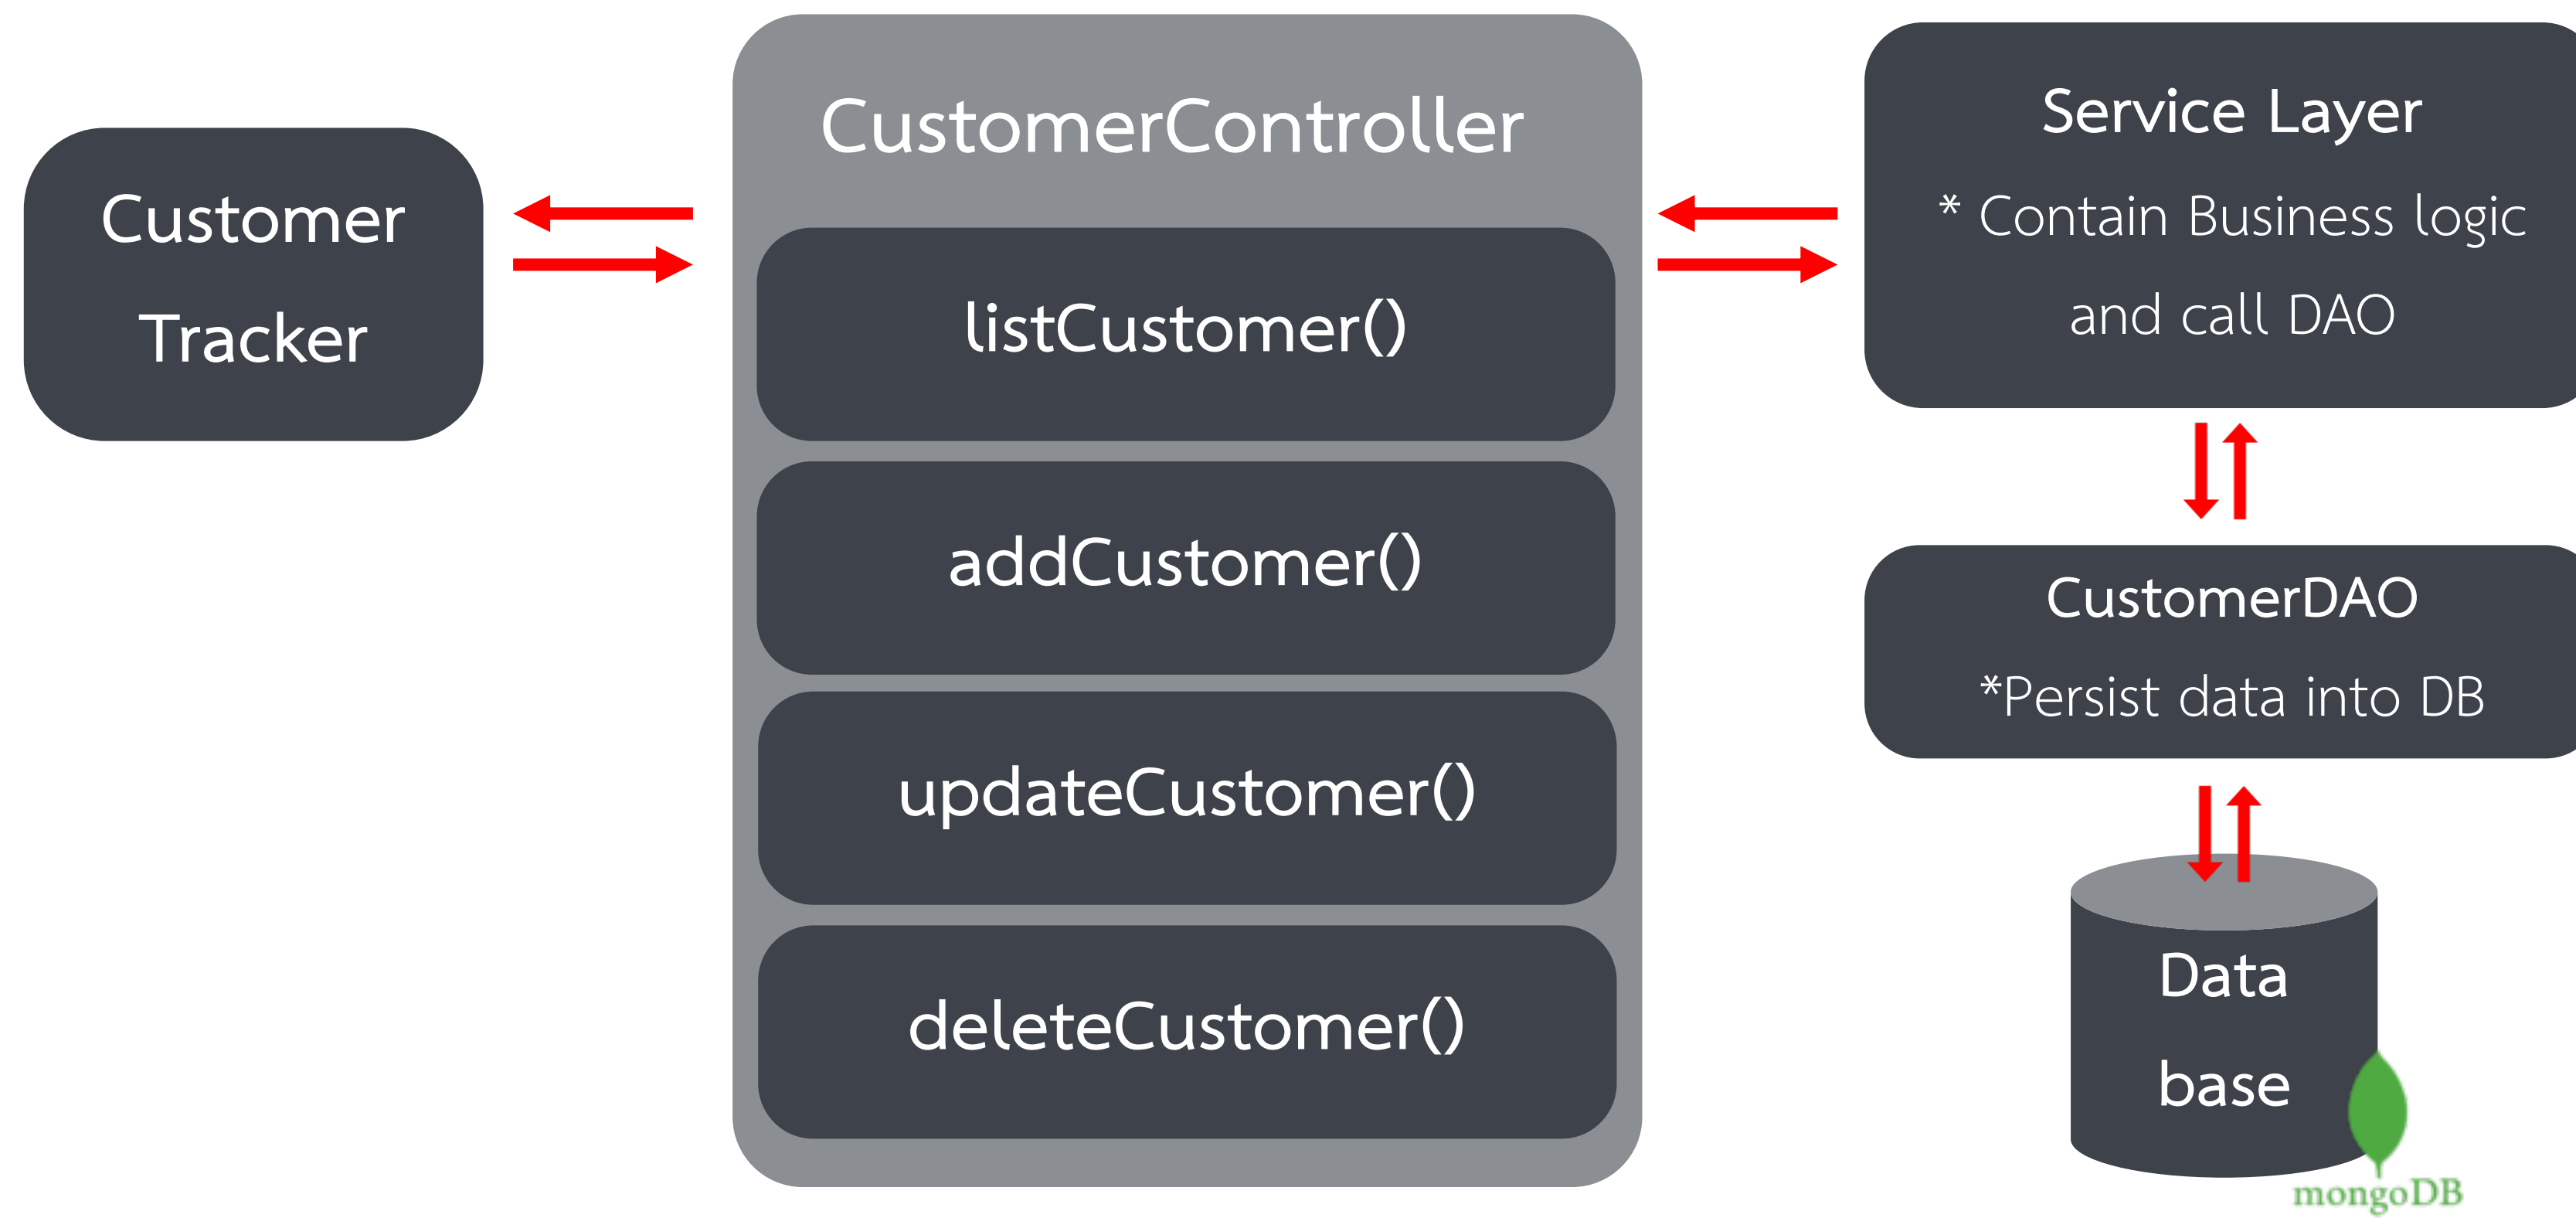 Customer
Tracker
CustomerController
listCustomer()
addCustomer()
updateCustomer()
deleteCustomer()
Service Layer
* Contain Business logic
and call DAO
CustomerDAO
*Persist data into DB
Data
base
mongoDB